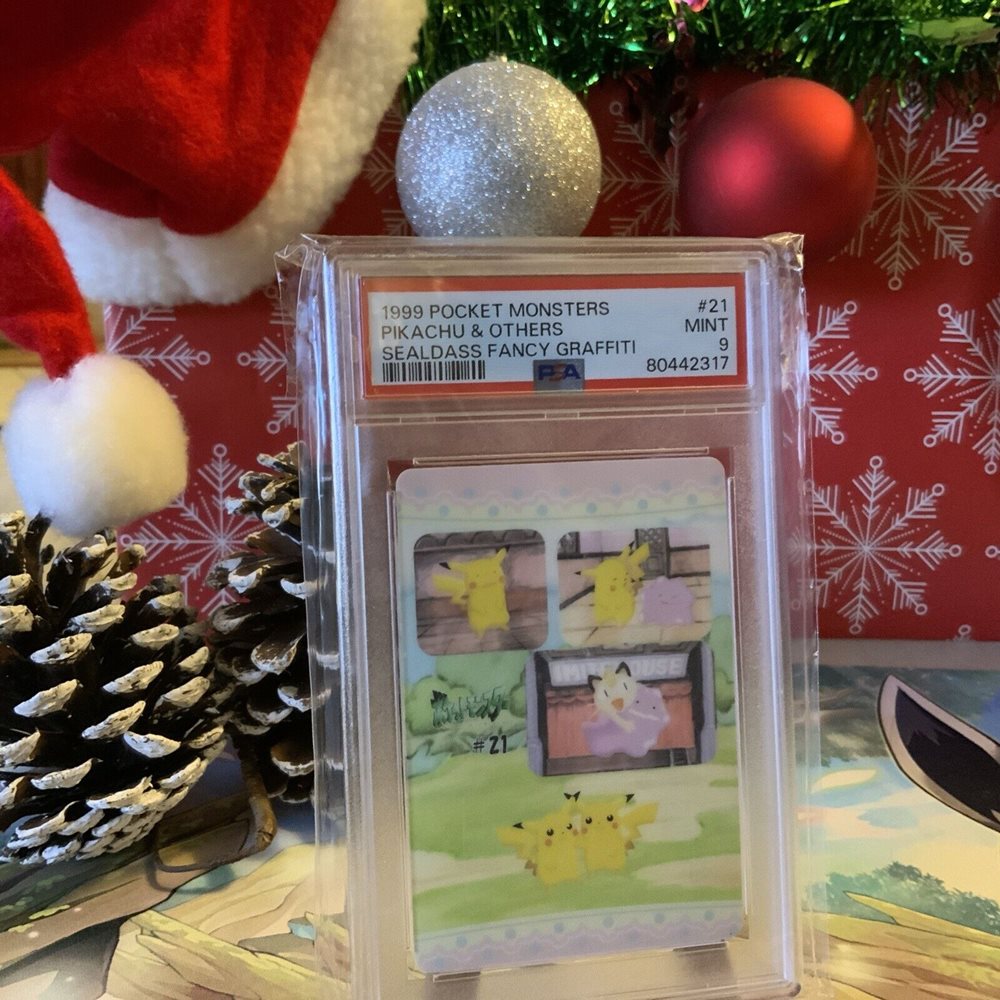 1999 POCKET MONSTERS #21
PIKACHU & OTHERS MINT
SEALDASS FANCY GRAFFITI 9
PSA 80442317
#21